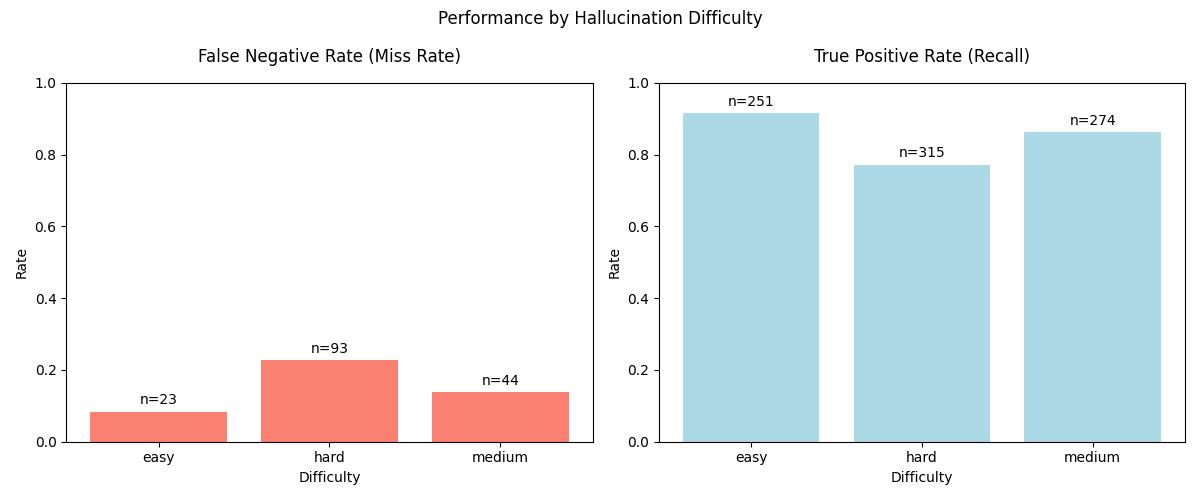 Performance by Hallucination Difficulty
False Negative Rate (Miss Rate)
1.0
0.8
0.6
0.4
0.2
0.0
Rate
n=23
n=93
n=44
easy
hard
medium
Difficulty
True Positive Rate (Recall)
1.0
0.8
0.6
0.4
0.2
0.0
Rate
n=251
n=315
n=274
easy
hard
medium
Difficulty